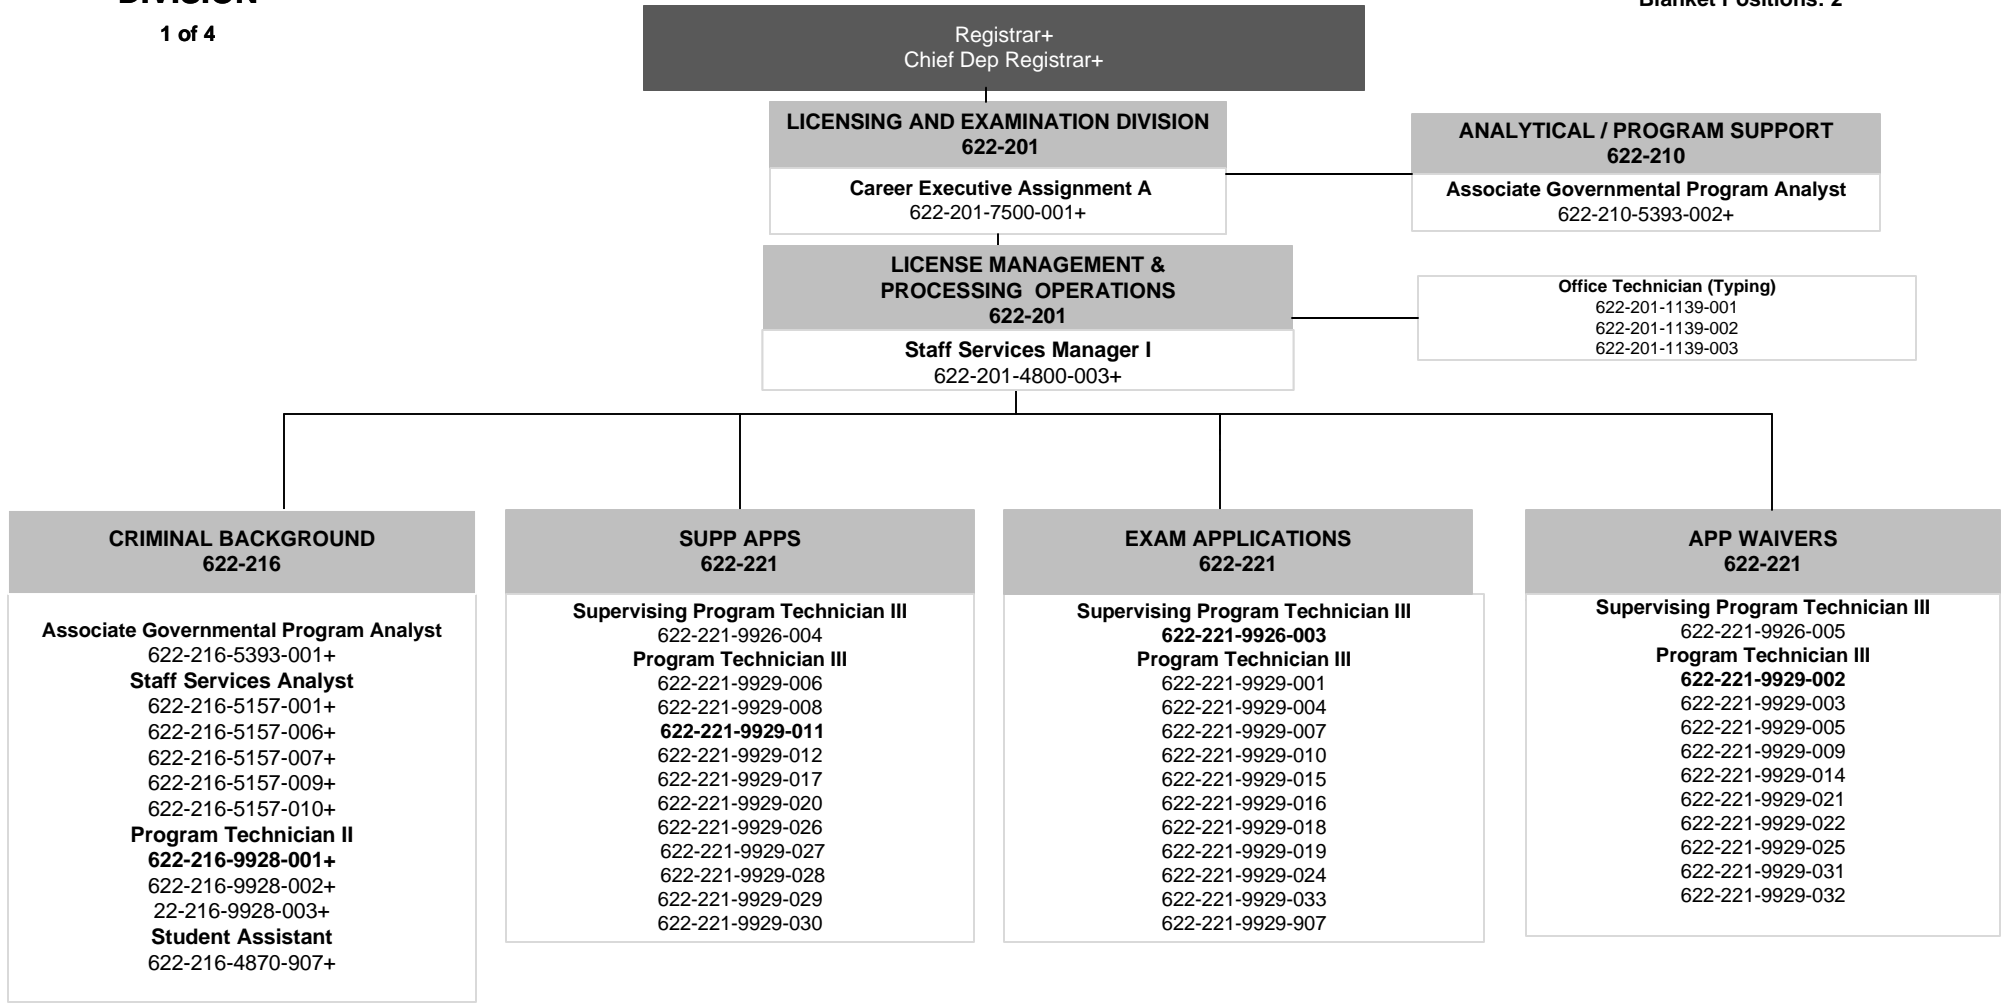 DIVISION
1 of 4
Blanket Positions: 2
Registrar+
Chief Dep Registrar+
LICENSING AND EXAMINATION DIVISION
622-201
Career Executive Assignment A
622-201-7500-001+
ANALYTICAL / PROGRAM SUPPORT
622-210
Associate Governmental Program Analyst
622-210-5393-002+
LICENSE MANAGEMENT &
PROCESSING OPERATIONS
622-201
Staff Services Manager I
622-201-4800-003+
Office Technician (Typing)
622-201-1139-001
622-201-1139-002
622-201-1139-003
CRIMINAL BACKGROUND
622-216
Associate Governmental Program Analyst
622-216-5393-001+
Staff Services Analyst
622-216-5157-001+
622-216-5157-006+
622-216-5157-007+
622-216-5157-009+
622-216-5157-010+
Program Technician II
622-216-9928-001+
622-216-9928-002+
22-216-9928-003+
Student Assistant
622-216-4870-907+
SUPP APPS
622-221
Supervising Program Technician III
622-221-9926-004
Program Technician III
622-221-9929-006
622-221-9929-008
622-221-9929-011
622-221-9929-012
622-221-9929-017
622-221-9929-020
622-221-9929-026
622-221-9929-027
622-221-9929-028
622-221-9929-029
622-221-9929-030
EXAM APPLICATIONS
622-221
Supervising Program Technician III
622-221-9926-003
Program Technician III
622-221-9929-001
622-221-9929-004
622-221-9929-007
622-221-9929-010
622-221-9929-015
622-221-9929-016
622-221-9929-018
622-221-9929-019
622-221-9929-024
622-221-9929-033
622-221-9929-907
APP WAIVERS
622-221
Supervising Program Technician III
622-221-9926-005
Program Technician III
622-221-9929-002
622-221-9929-003
622-221-9929-005
622-221-9929-009
622-221-9929-014
622-221-9929-021
622-221-9929-022
622-221-9929-025
622-221-9929-031
622-221-9929-032